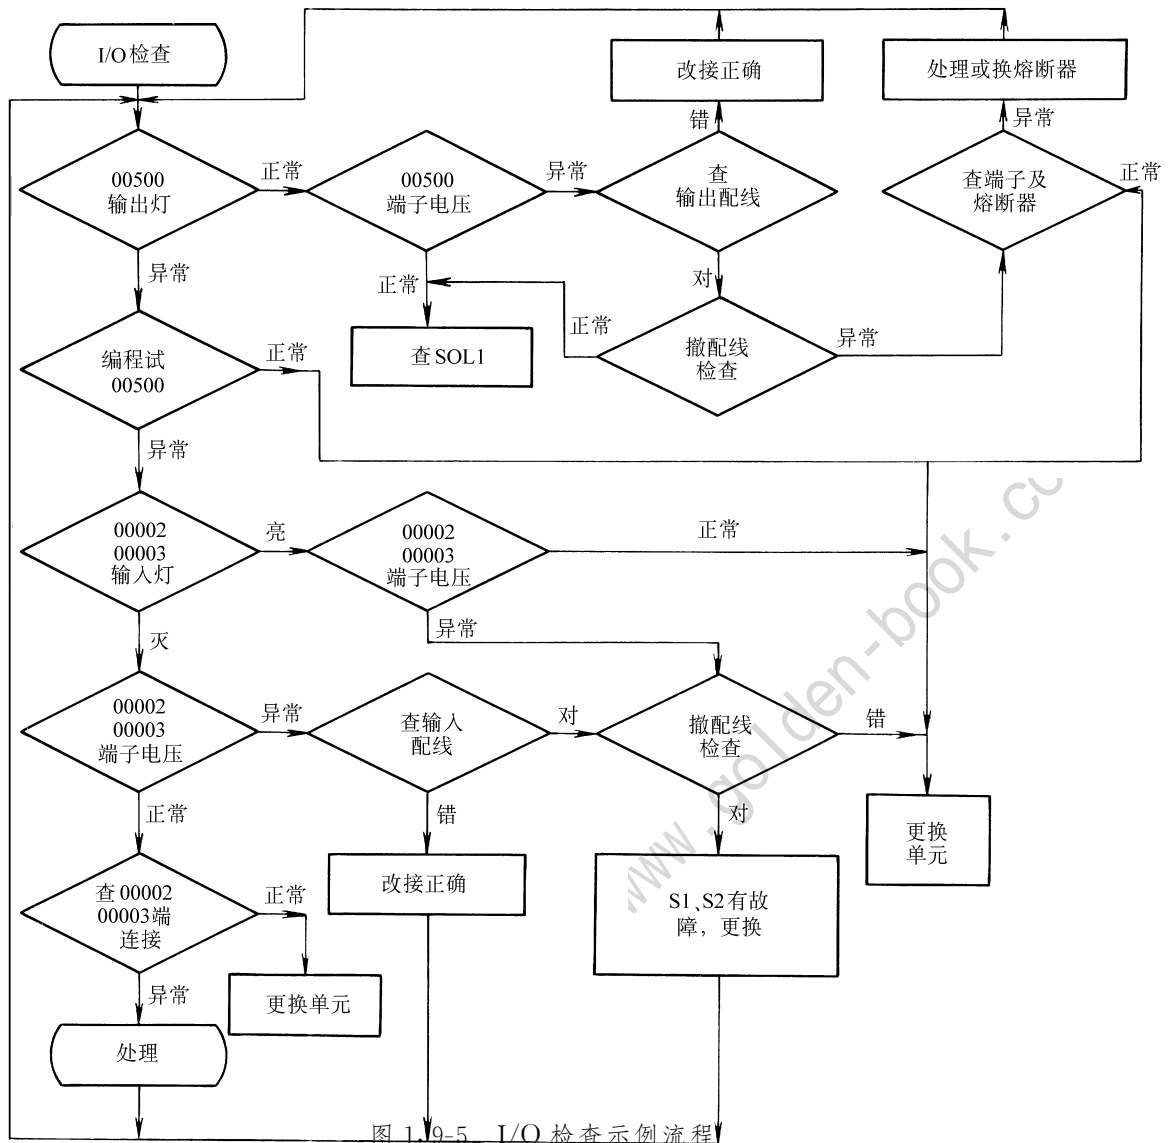 I/O检查
改接正确
处理或换熔断器
错
异常
00500
输出灯
正常
00500
端子电压
异常
查
输出配线
查端子及
熔断器
正常
异常
正常
对
编程试
00500
正常
查SOL1
正常
撤配线
检查
异常
异常
00002
00003
输入灯
亮
00002
00003
端子电压
正常
灭
异常
00002
00003
端子电压
异常
查输入
配线
对
撤配线
检查
错
正常
错
对
更换
单元
查00002
00003端
连接
正常
改接正确
S1、S2有故
障，更换
异常
更换单元
处理
图 1.9-5 I/O 检查示例流程
www.golden-book.co